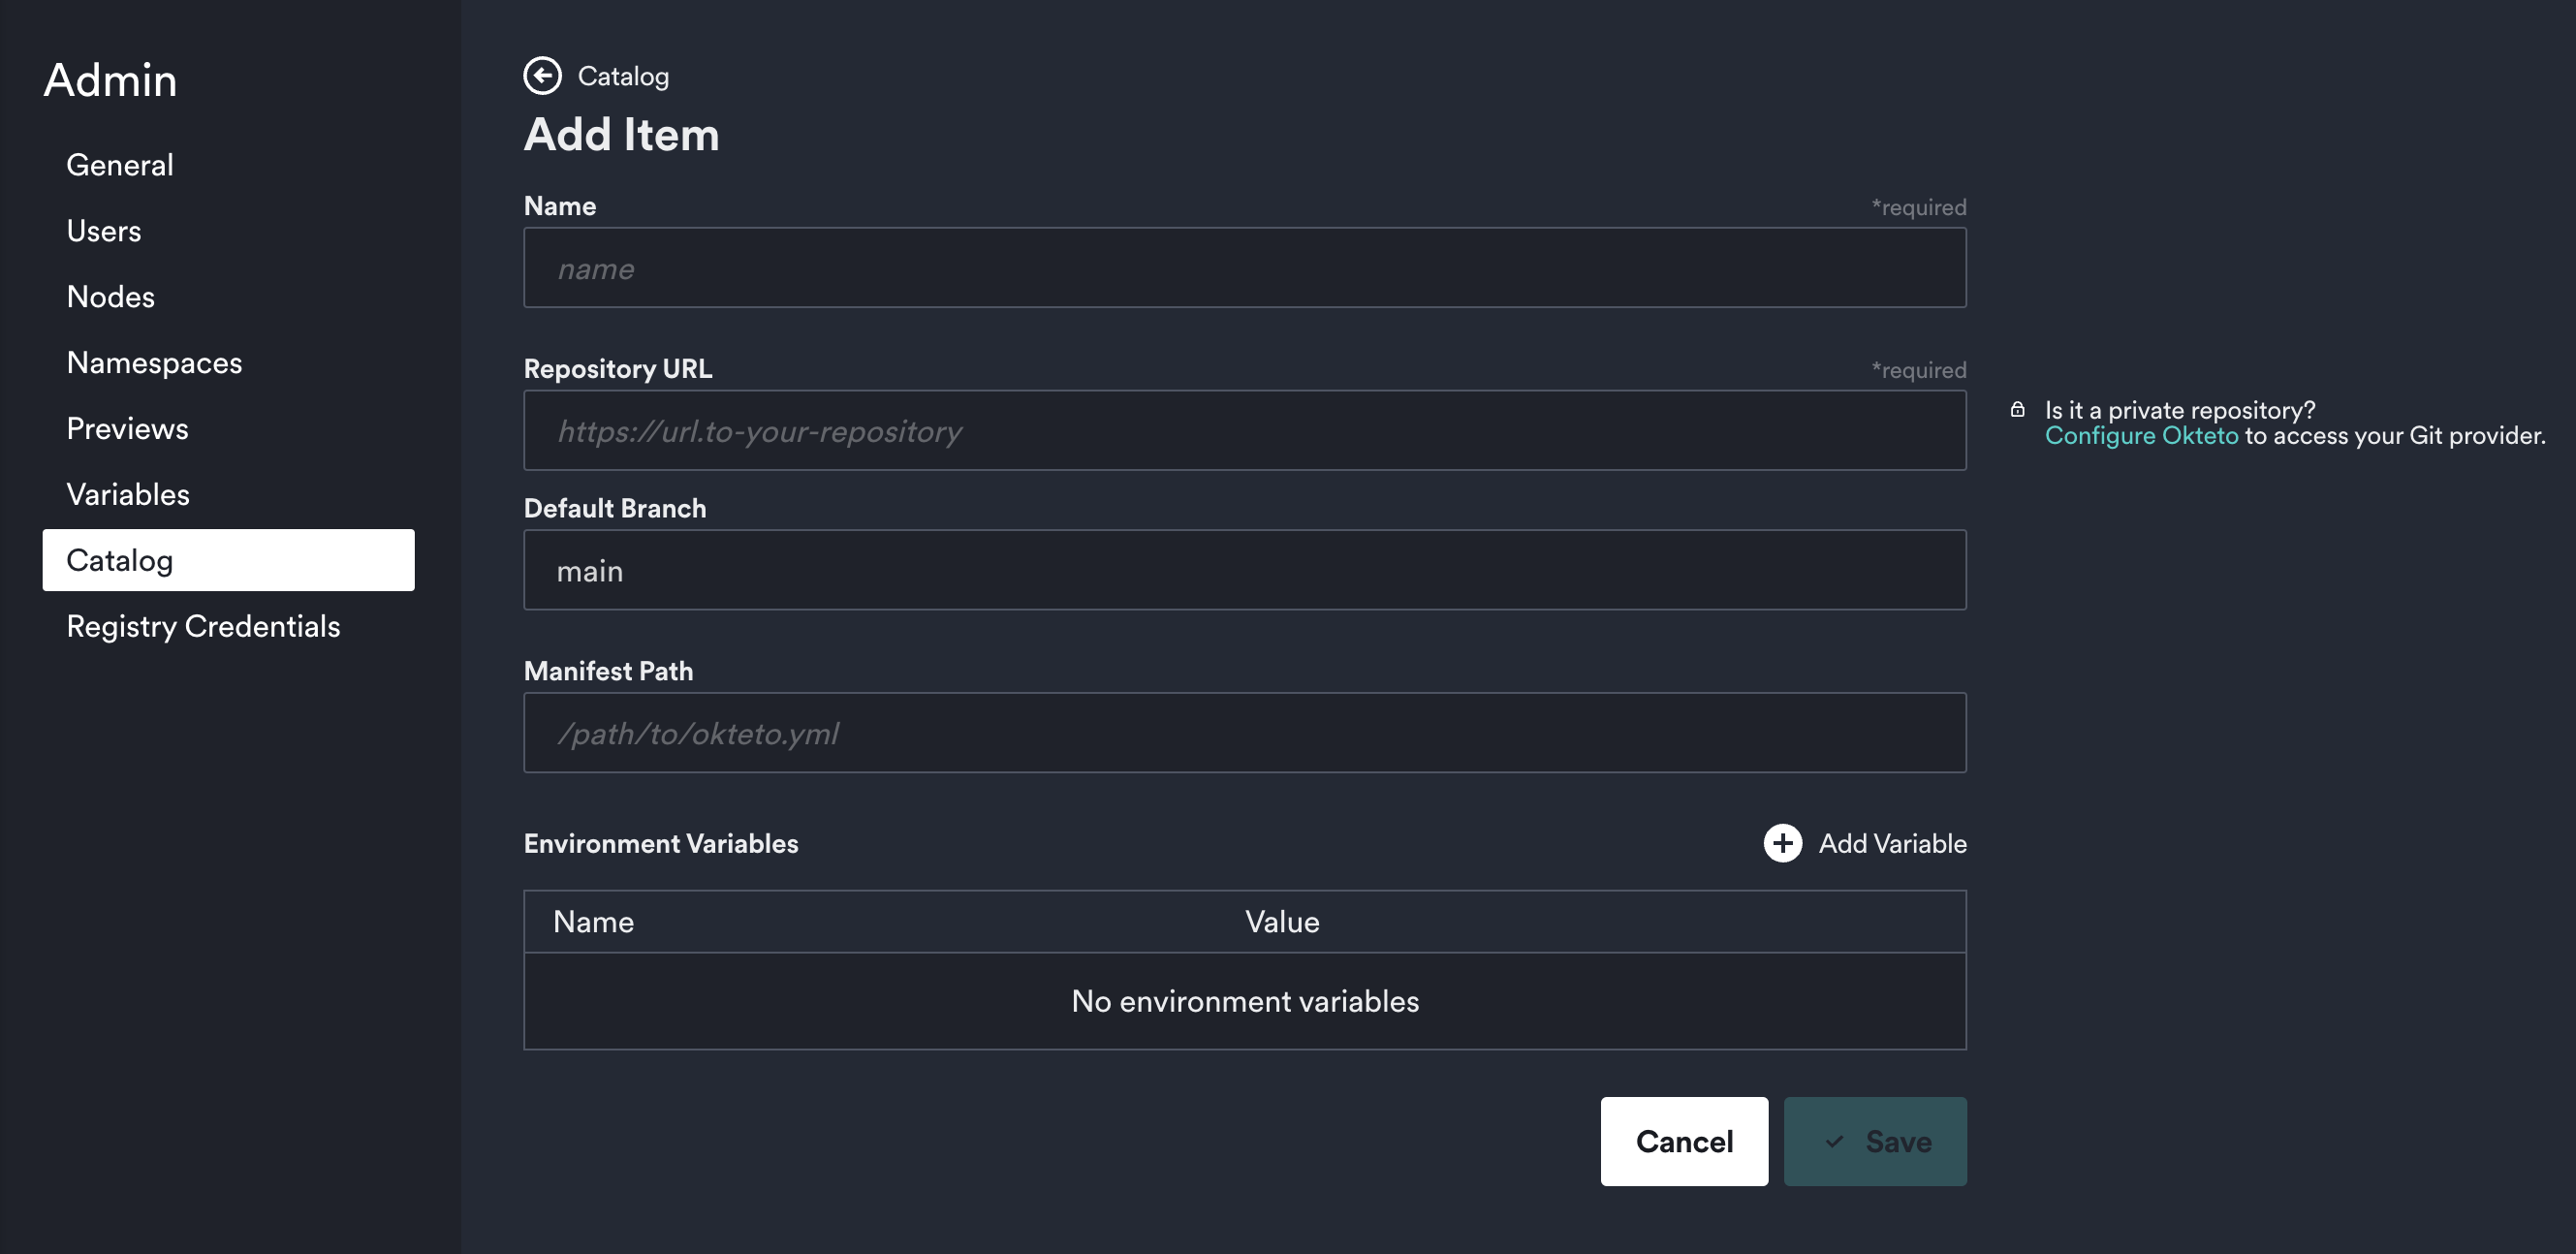 Admin
General
Users
Nodes
Namespaces
Previews
Variables
Catalog
Registry Credentials
Catalog
Add Item
Name
*required
name
Repository URL
*required
https://url.to-your-repository
Is it a private repository?
Configure Okteto to access your Git provider.
Default Branch
main
Manifest Path
/path/to/okteto.yml
Environment Variables
Add Variable
Name
Value
No environment variables
Cancel
Save